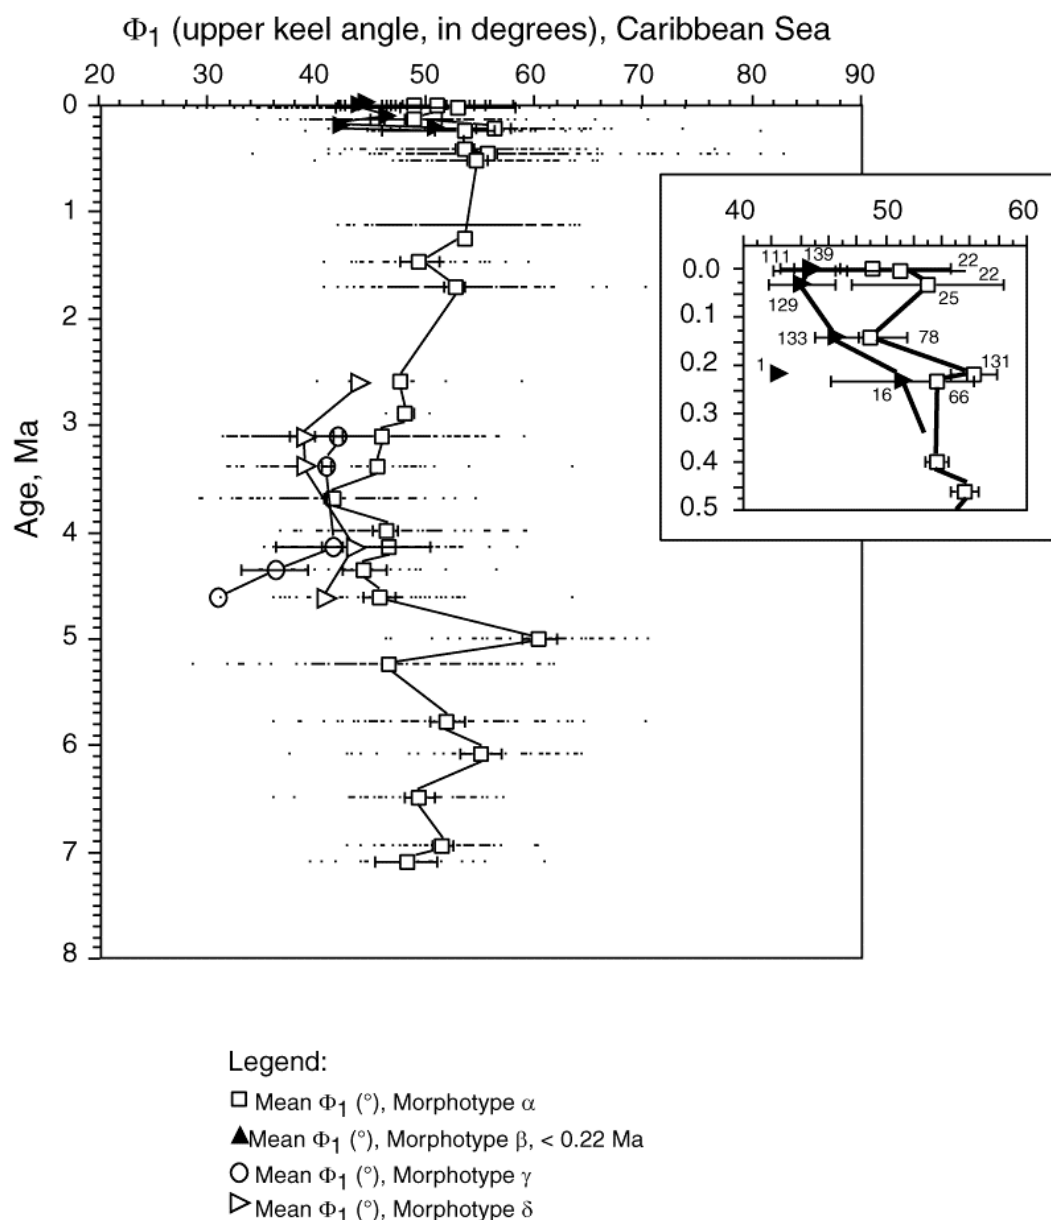 Φ1 (upper keel angle, in degrees), Caribbean Sea
20 30 40 50 60 70 80 90
0
1
2
3
4
5
6
7
8
Age, Ma
40 50 60
0.0
0.1
0.2
0.3
0.4
0.5
111 139 22
22
129 25
133 78
1 131
16 66
Legend:
Mean Φ1 (°), Morphotype α
Mean Φ1 (°), Morphotype β, < 0.22 Ma
Mean Φ1 (°), Morphotype γ
Mean Φ1 (°), Morphotype δ